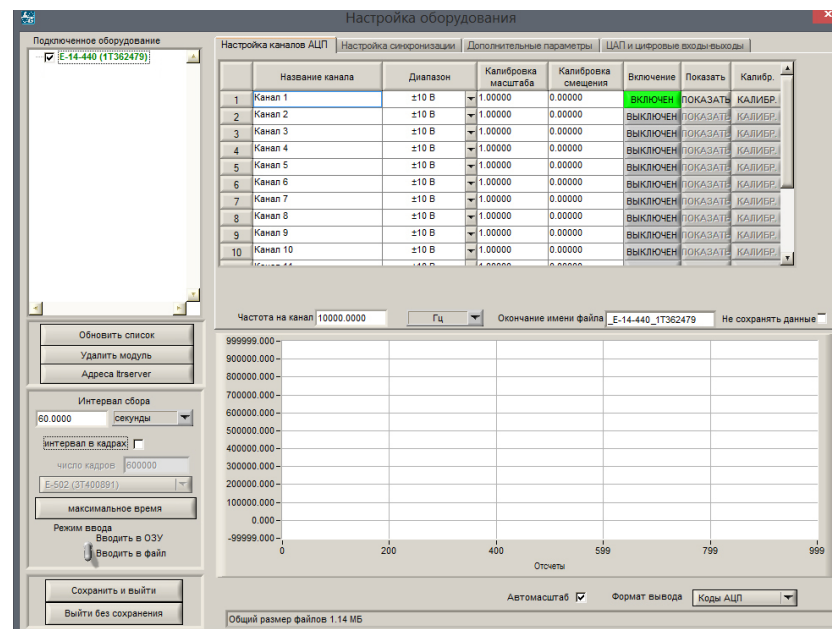 Настройка оборудования
Подключенное оборудование
E-14-440 (1T362479)
Настройка каналов АЦП
Настройка синхронизации
Дополнительные параметры
ЦАП и цифровые входы-выходы
Название канала Диапазон Калибровка масштаба Калибровка смещения Включение Показать Калибр.
1 Канал 1 ±10 В 1.00000 0.00000 ВКЛЮЧЕН ПОКАЗАТЬ КАЛИБР.
2 Канал 2 ±10 В 1.00000 0.00000 ВЫКЛЮЧЕН ПОКАЗАТЬ КАЛИБР.
3 Канал 3 ±10 В 1.00000 0.00000 ВЫКЛЮЧЕН ПОКАЗАТЬ КАЛИБР.
4 Канал 4 ±10 В 1.00000 0.00000 ВЫКЛЮЧЕН ПОКАЗАТЬ КАЛИБР.
5 Канал 5 ±10 В 1.00000 0.00000 ВЫКЛЮЧЕН ПОКАЗАТЬ КАЛИБР.
6 Канал 6 ±10 В 1.00000 0.00000 ВЫКЛЮЧЕН ПОКАЗАТЬ КАЛИБР.
7 Канал 7 ±10 В 1.00000 0.00000 ВЫКЛЮЧЕН ПОКАЗАТЬ КАЛИБР.
8 Канал 8 ±10 В 1.00000 0.00000 ВЫКЛЮЧЕН ПОКАЗАТЬ КАЛИБР.
9 Канал 9 ±10 В 1.00000 0.00000 ВЫКЛЮЧЕН ПОКАЗАТЬ КАЛИБР.
10 Канал 10 ±10 В 1.00000 0.00000 ВЫКЛЮЧЕН ПОКАЗАТЬ КАЛИБР.
Частота на канал 10000.0000 Гц Окончание имени файла _E-14-440_1T362479 Не сохранять данные
Обновить список
Удалить модуль
Адреса ltrserver
Интервал сбора
60.0000 секунды
интервал в кадрах
число кадров 600000
E-502 (3T400891)
максимальное время
Режим ввода
Вводить в ОЗУ
Вводить в файл
Сохранить и выйти
Выйти без сохранения
999999.000
900000.000
800000.000
700000.000
600000.000
500000.000
400000.000
300000.000
200000.000
100000.000
0.000
-99999.000
0 200 400 599 799 999
Отсчеты
Автомасштаб Формат вывода Коды АЦП
Общий размер файлов 1.14 МБ